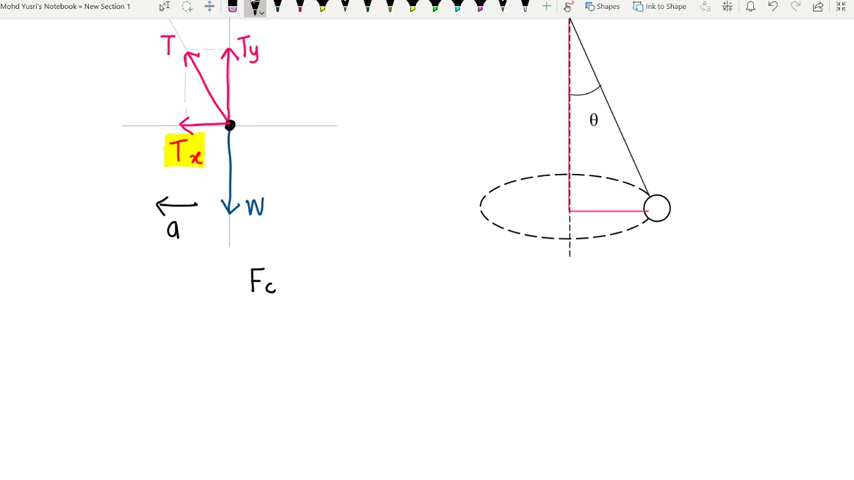 Mohd Yusri's Notebook » New Section 1
Shapes
Ink to Shape
T
Ty
Tx
θ
W
a
Fc